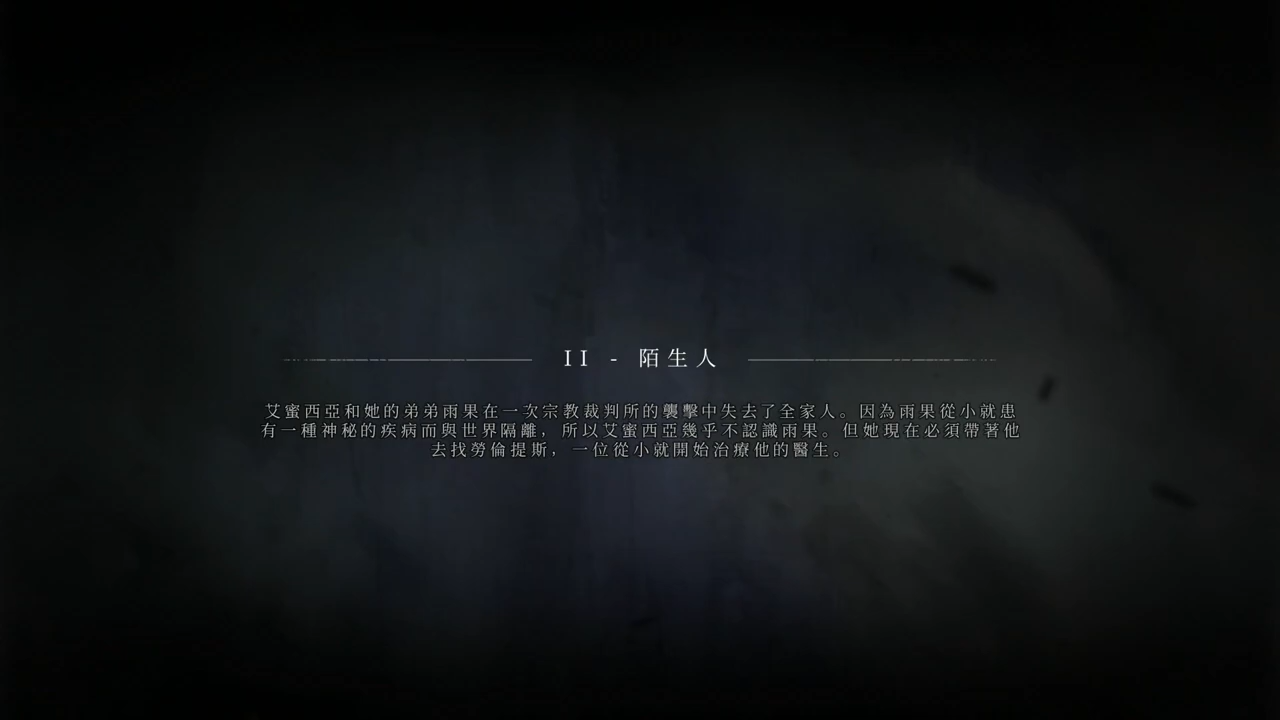 II - 陌生人
艾蜜西亞和她的弟弟雨果在一次宗教裁判所的襲擊中失去了全家人。因為雨果從小就患
有一種神秘的疾病而與世界隔離，所以艾蜜西亞幾乎不認識雨果。但她現在必須帶著他
去找勞倫提斯，一位從小就開始治療他的醫生。